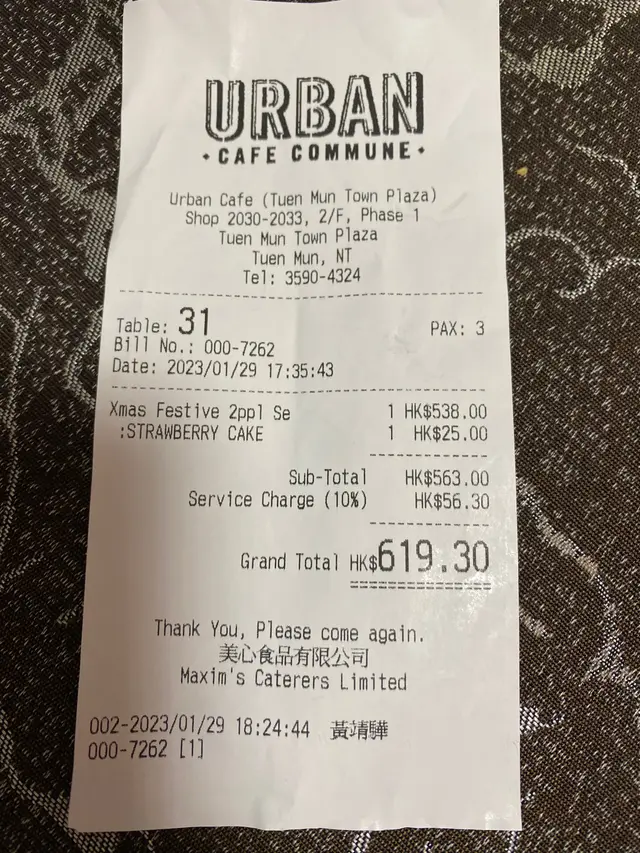 URBAN
• CAFE COMMUNE •
Urban Cafe (Tuen Mun Town Plaza)
Shop 2030-2033, 2/F, Phase 1
Tuen Mun Town Plaza
Tuen Mun, NT
Tel: 3590-4324
Table: 31 PAX: 3
Bill No.: 000-7262
Date: 2023/01/29 17:35:43
Xmas Festive 2ppl Se 1 HK$538.00
:STRAWBERRY CAKE 1 HK$25.00
Sub-Total HK$563.00
Service Charge (10%) HK$56.30
Grand Total HK$619.30
Thank You, Please come again.
美心食品有限公司
Maxim's Caterers Limited
002-2023/01/29 18:24:44 黃靖驊
000-7262 [1]